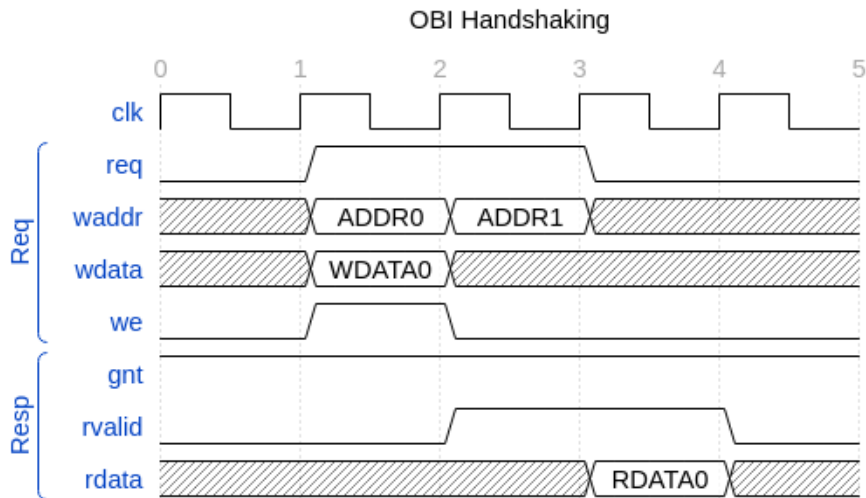 OBI Handshaking
0 1 2 3 4 5
clk
Req
req
waddr ADDR0 ADDR1
wdata WDATA0
we
Resp
gnt
rvalid
rdata RDATA0